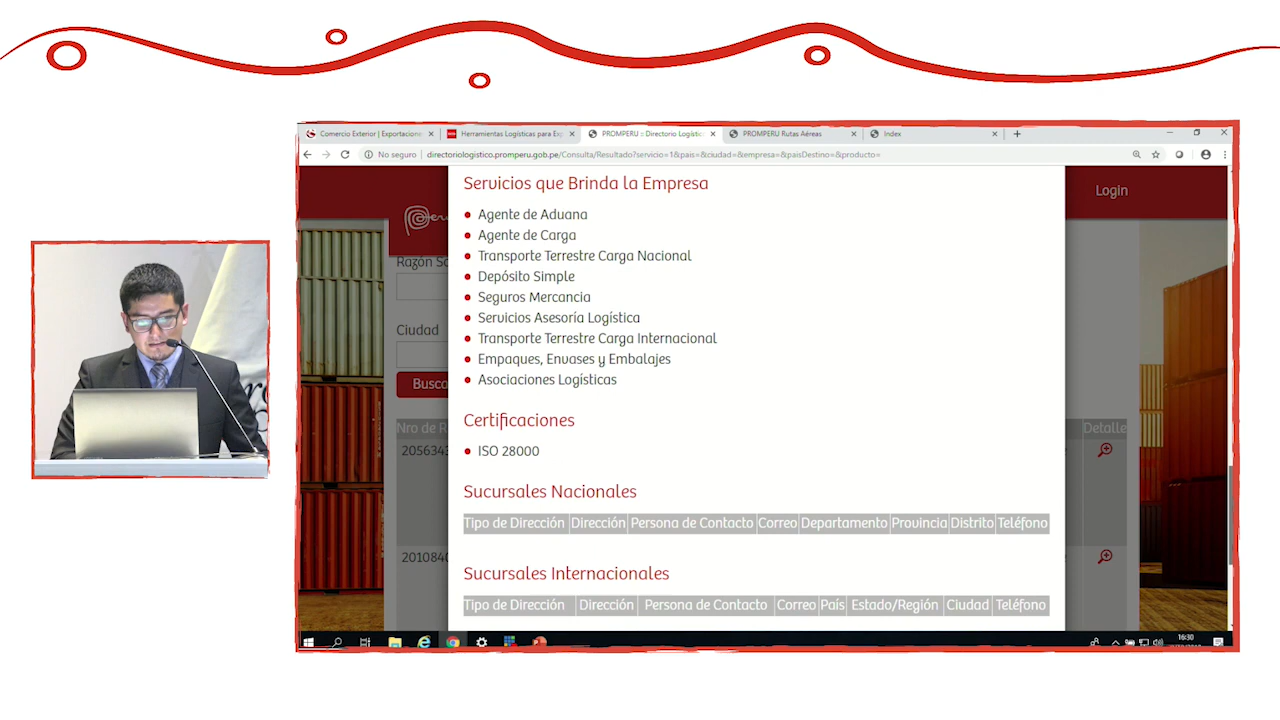 Comercio Exterior | Exportacione
Herramientas Logísticas para Exp
PROMPERU :: Directorio Logístic
PROMPERU Rutas Aéreas
Index
No seguro
directoriologistico.promperu.gob.pe/Consulta/Resultado?servicio=1&pais=&ciudad=&empresa=&paisDestino=&producto=
Login
Razón So
Ciudad
Busca
Nro de R
Detalle
205634
201084
Servicios que Brinda la Empresa
Agente de Aduana
Agente de Carga
Transporte Terrestre Carga Nacional
Depósito Simple
Seguros Mercancia
Servicios Asesoría Logística
Transporte Terrestre Carga Internacional
Empaques, Envases y Embalajes
Asociaciones Logísticas
Certificaciones
ISO 28000
Sucursales Nacionales
Tipo de Dirección Dirección Persona de Contacto Correo Departamento Provincia Distrito Teléfono
Sucursales Internacionales
Tipo de Dirección Dirección Persona de Contacto Correo País Estado/Región Ciudad Teléfono
16:30